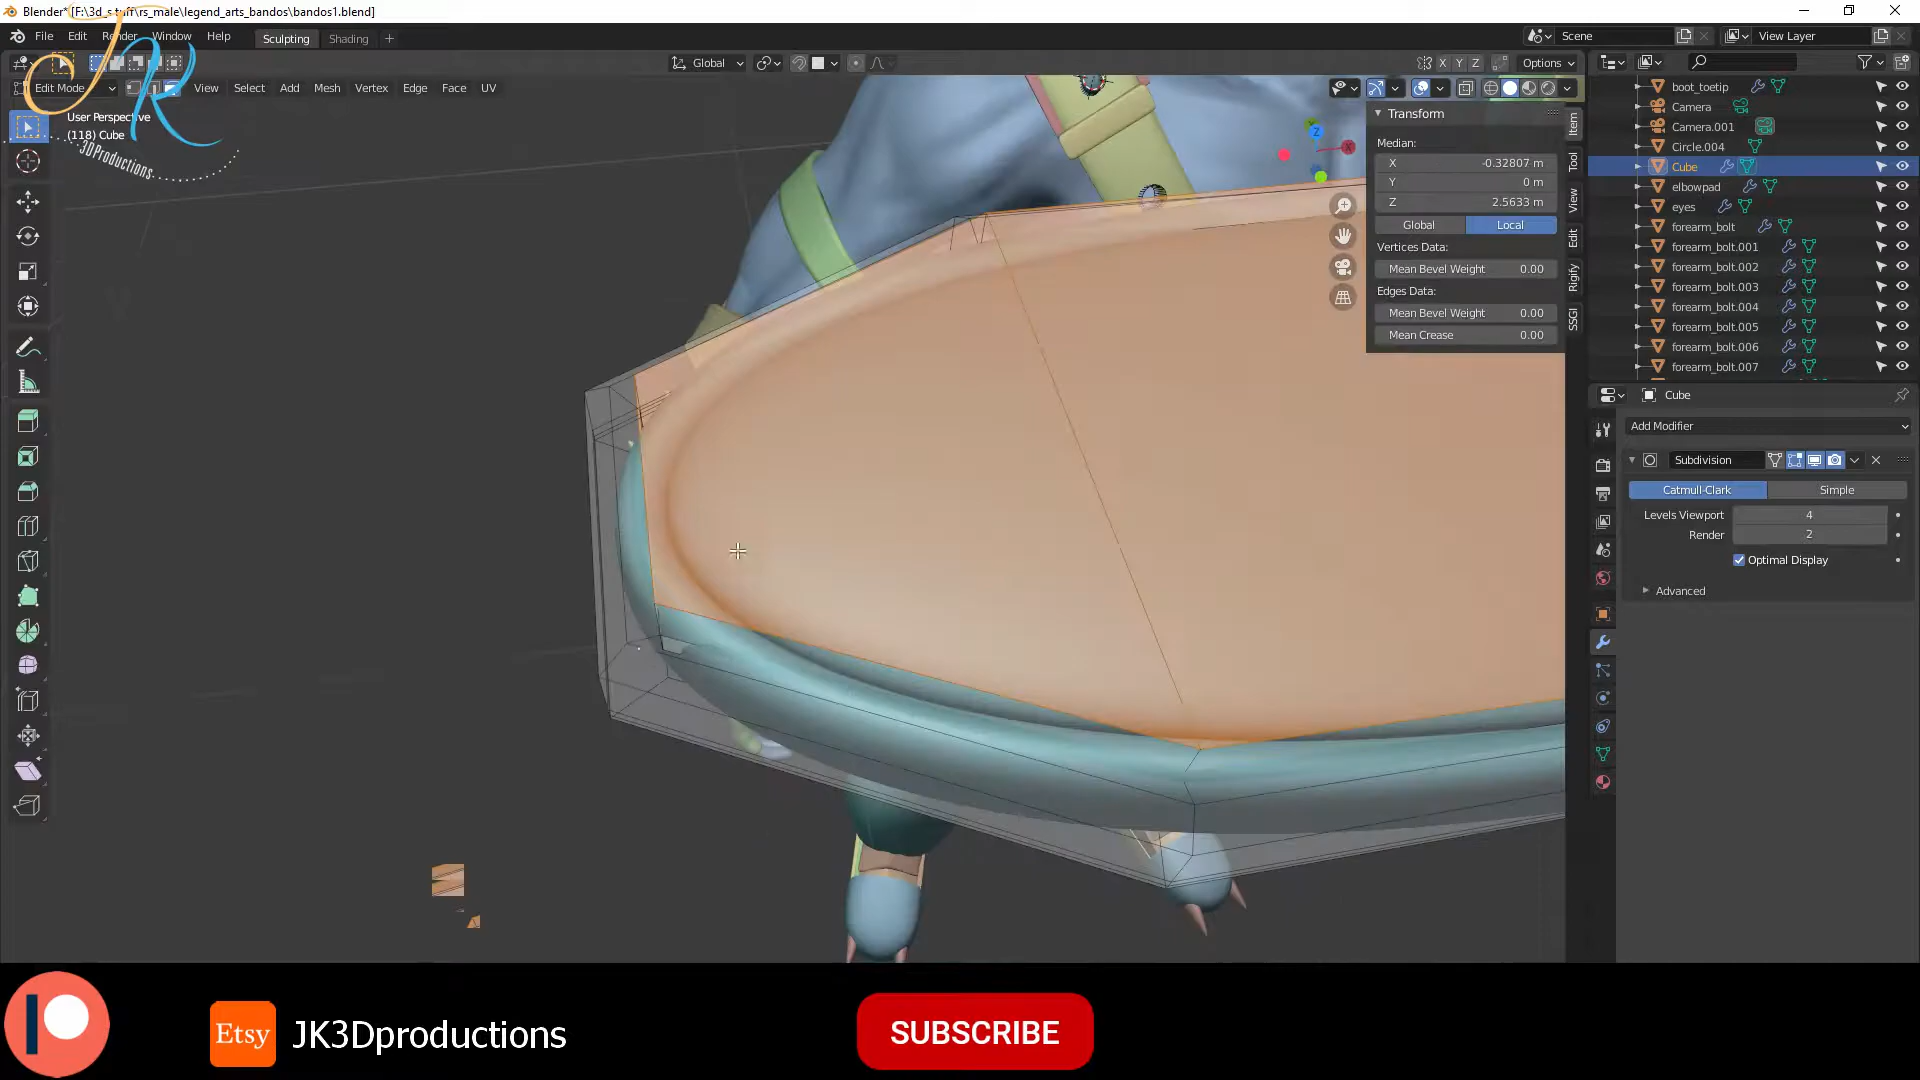 Blender* [F:\3d_stuff\rs_male\legend_arts_bandos\bandos1.blend]
File Edit Render Window Help Sculpting Shading + Scene View Layer
Global X Y Z Options
Edit Mode View Select Add Mesh Vertex Edge Face UV
User Perspective
(118) Cube
JK
3DProductions
Transform
Median:
X -0.32807 m
Y 0 m
Z 2.5633 m
Global Local
Vertices Data:
Mean Bevel Weight 0.00
Edges Data:
Mean Bevel Weight 0.00
Mean Crease 0.00
Item
Tool
View
Edit
Rigify
SSGI
Z
X
boot_toetip
Camera
Camera.001
Circle.004
Cube
elbowpad
eyes
forearm_bolt
forearm_bolt.001
forearm_bolt.002
forearm_bolt.003
forearm_bolt.004
forearm_bolt.005
forearm_bolt.006
forearm_bolt.007
Cube
Add Modifier
Subdivision
Catmull-Clark Simple
Levels Viewport 4
Render 2
Optimal Display
Advanced
Etsy JK3Dproductions SUBSCRIBE